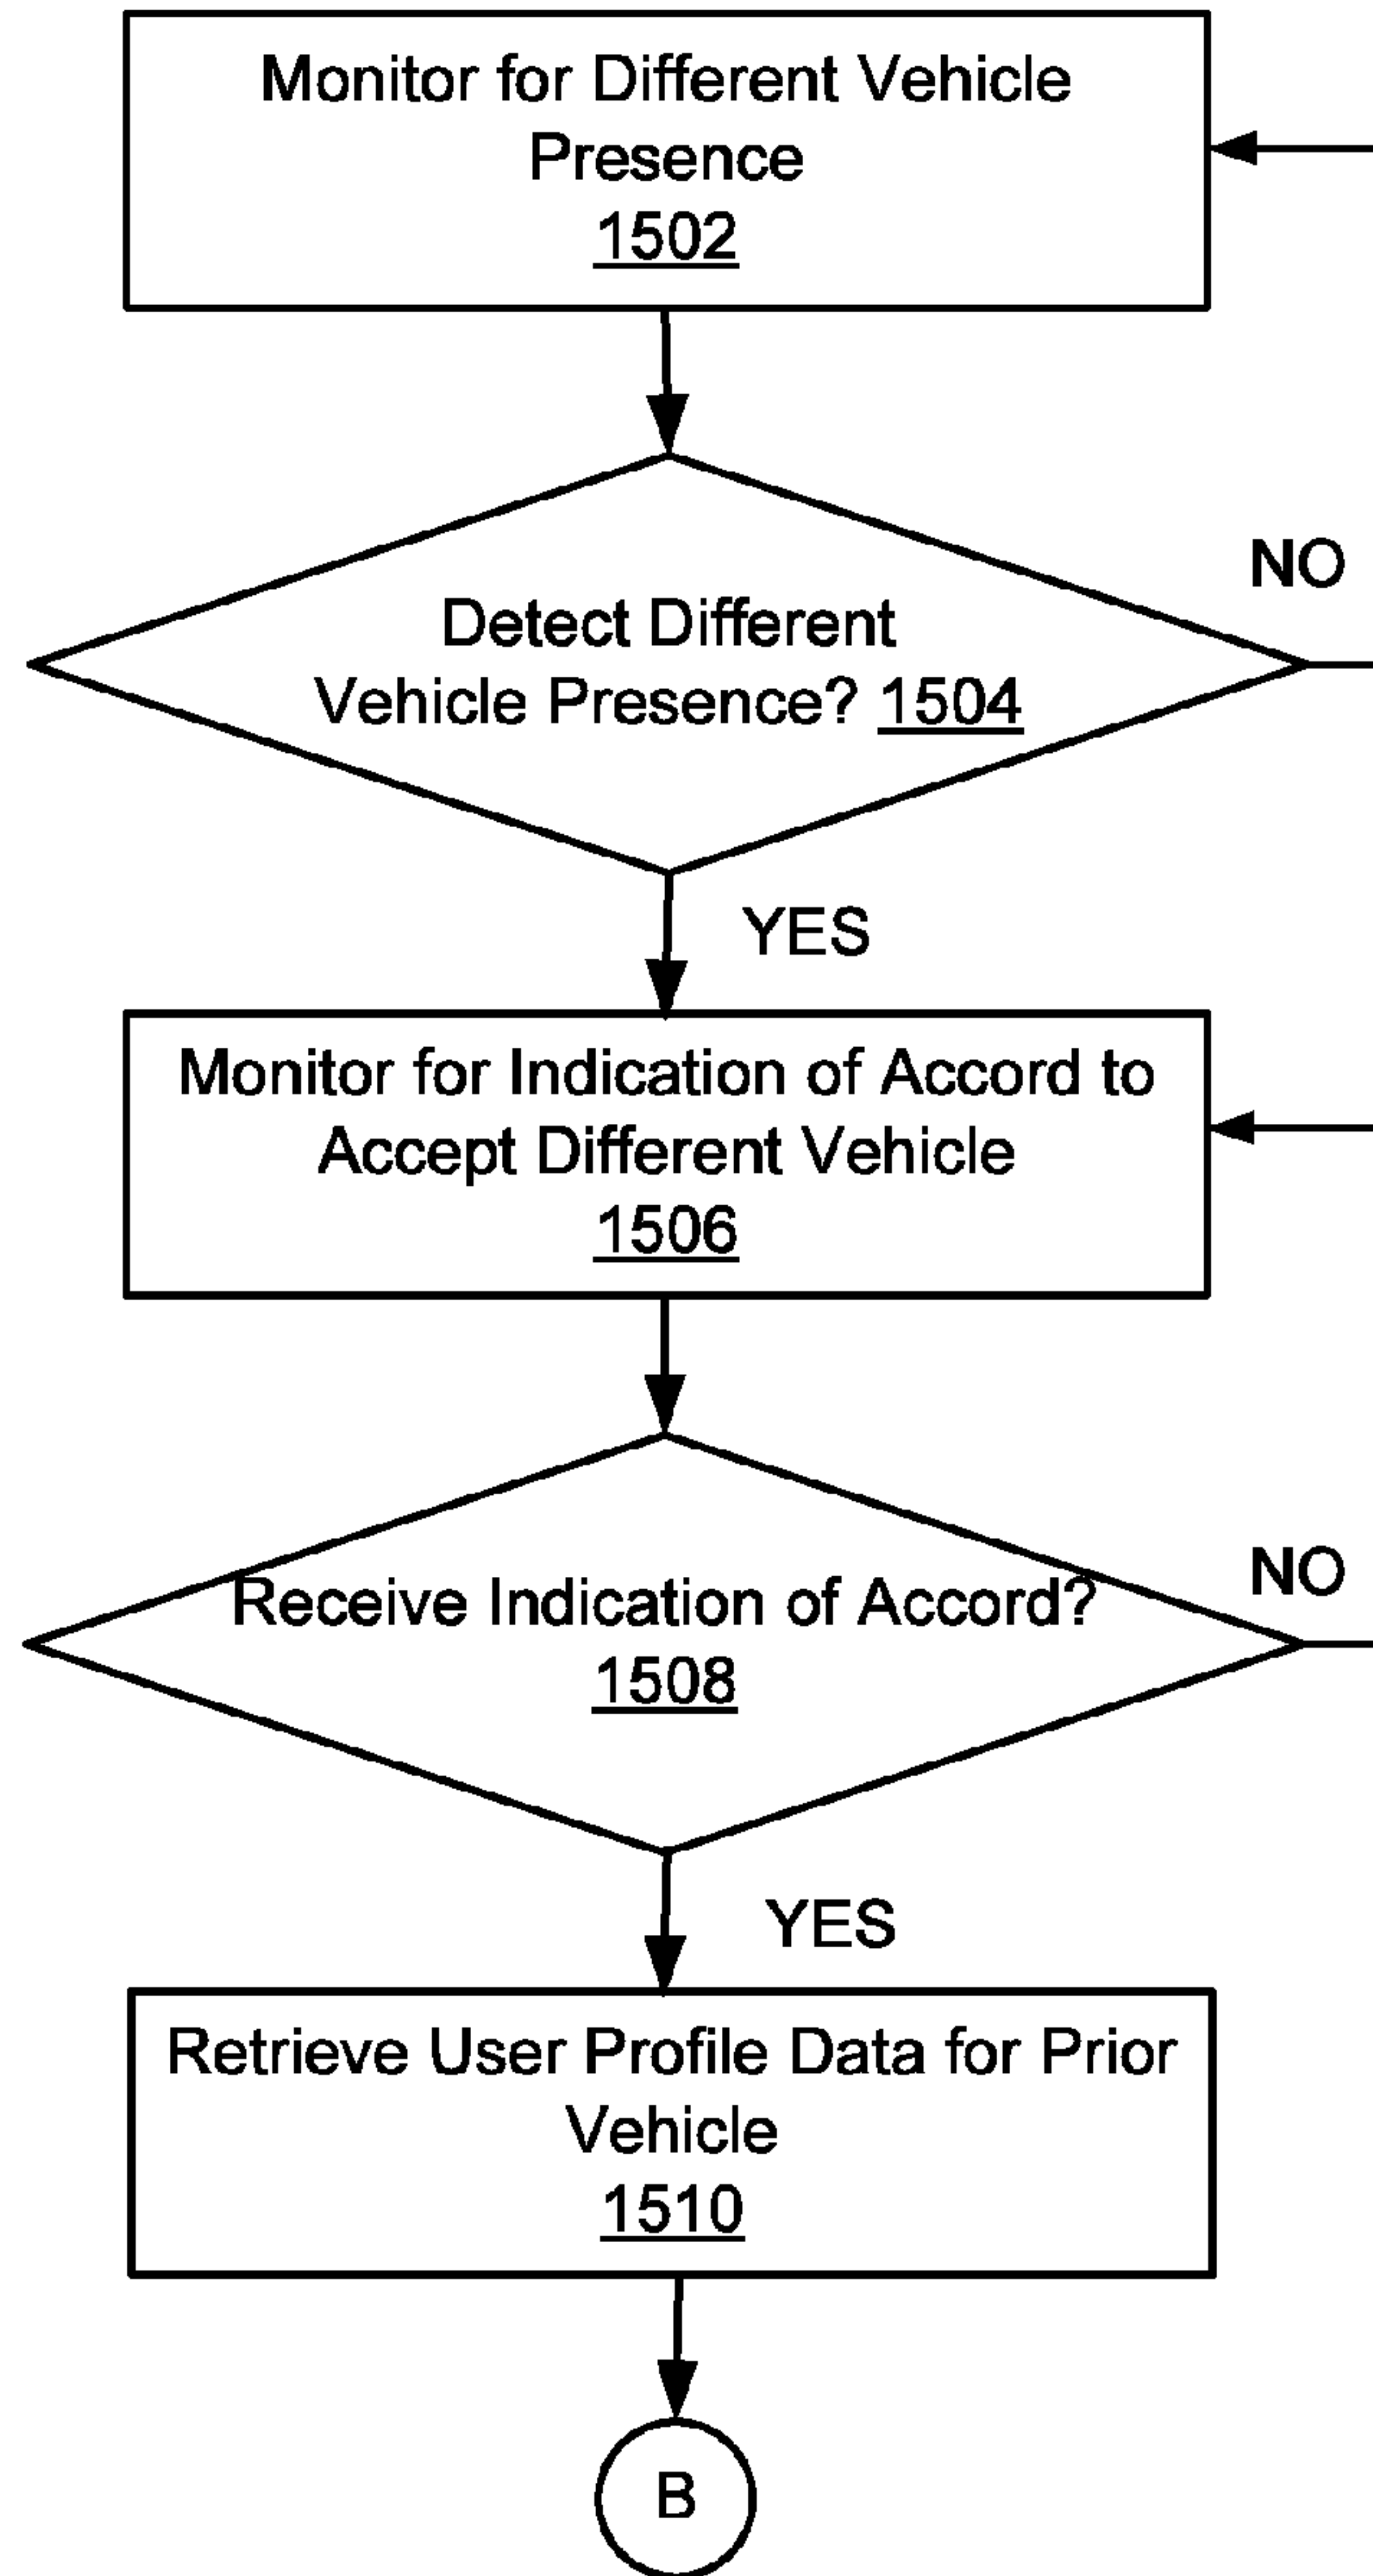 Monitor for Different Vehicle
Presence
1502
Detect Different
Vehicle Presence? 1504
NO
YES
Monitor for Indication of Accord to
Accept Different Vehicle
1506
Receive Indication of Accord?
1508
NO
YES
Retrieve User Profile Data for Prior
Vehicle
1510
B